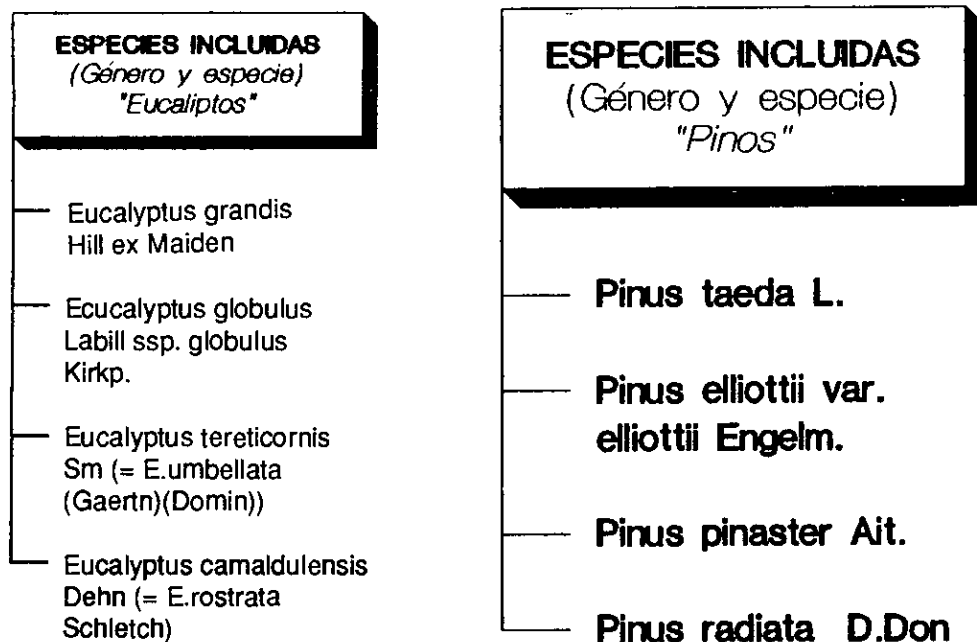 ESPECIES INCLUIDAS
(Género y especie)
"Eucaliptos"
Eucalyptus grandis
Hill ex Maiden
Ecucalyptus globulus
Labill ssp. globulus
Kirkp.
Eucalyptus tereticornis
Sm (= E.umbellata
(Gaertn)(Domin))
Eucalyptus camaldulensis
Dehn (= E.rostrata
Schletch)
ESPECIES INCLUIDAS
(Género y especie)
"Pinos"
Pinus taeda L.
Pinus elliottii var.
elliottii Engelm.
Pinus pinaster Ait.
Pinus radiata D.Don